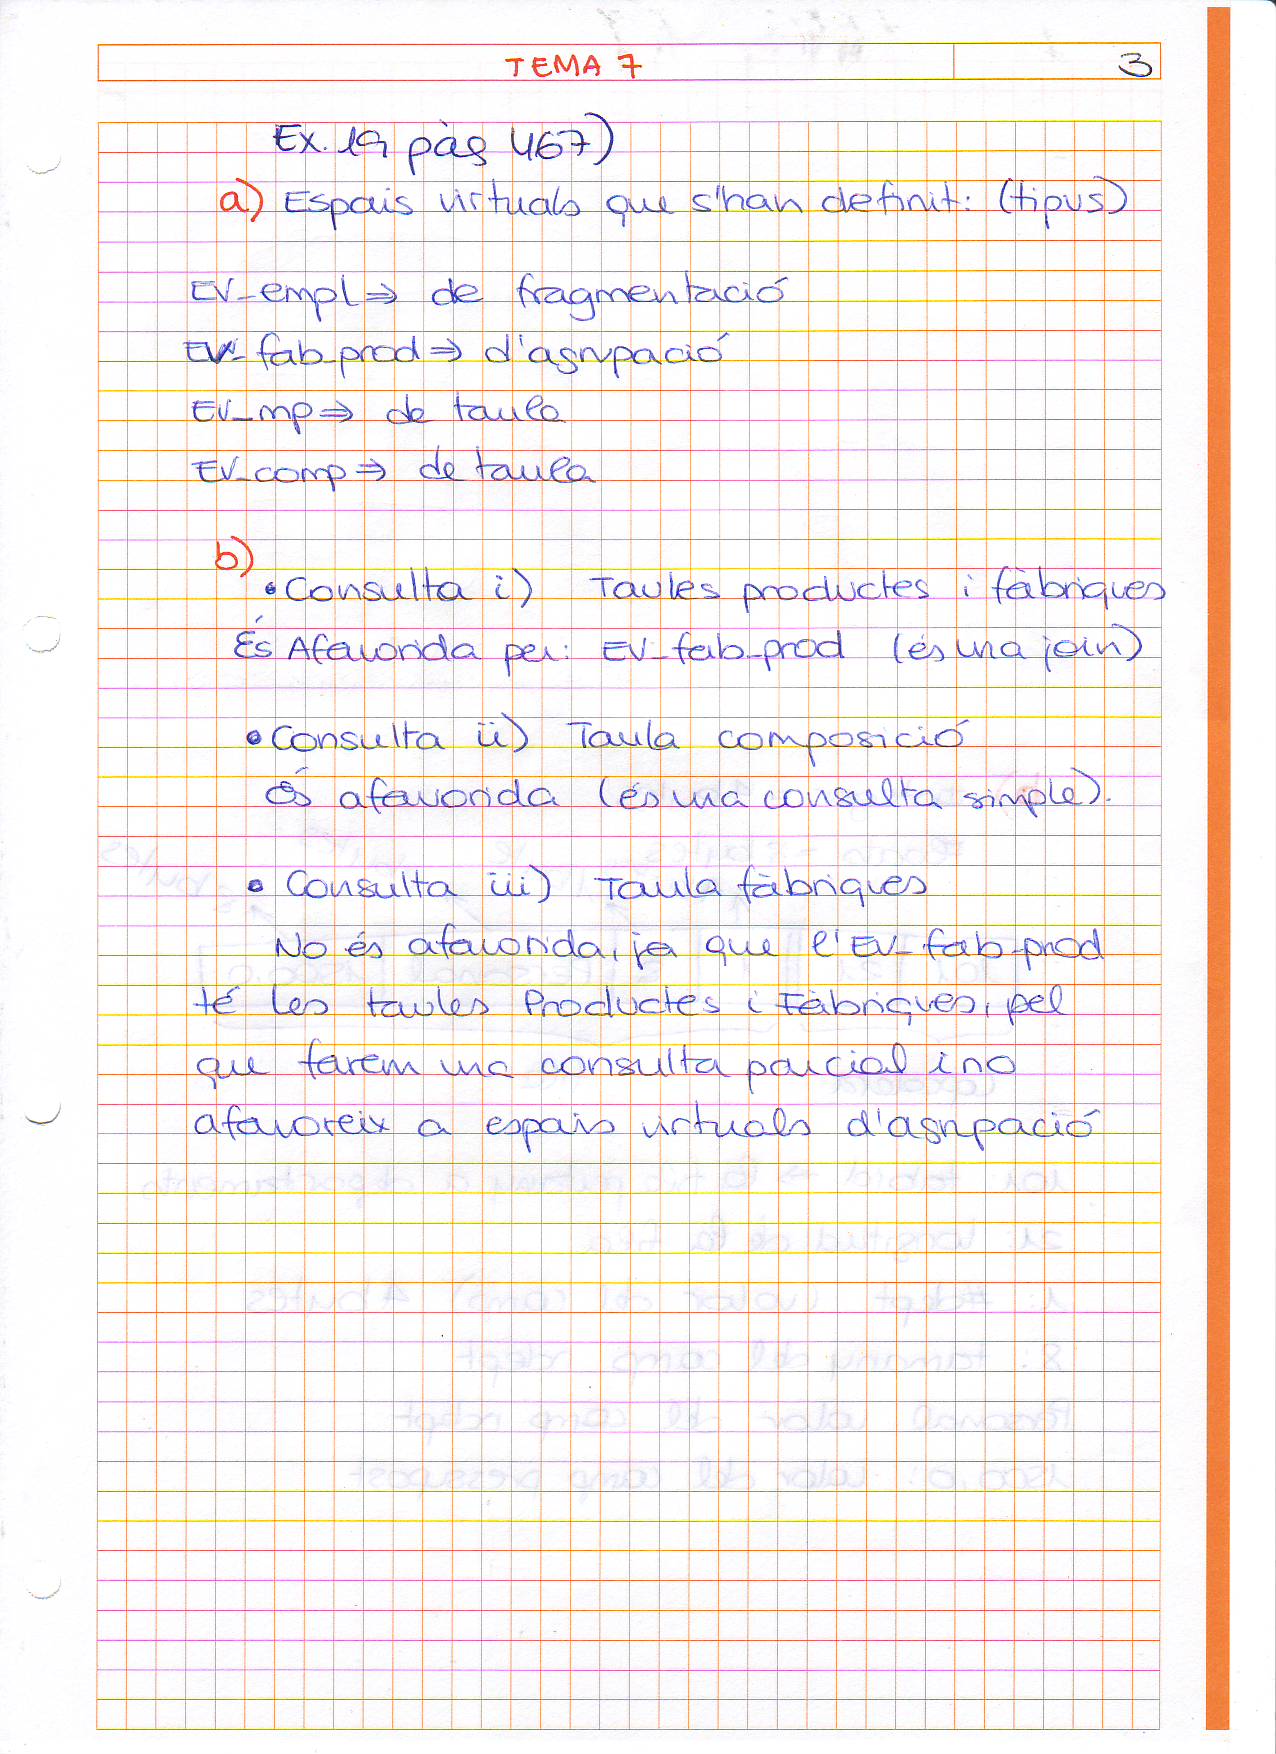 TEMA 7 3
Ex. 19 pàg 467)
a) Espais virtuals que s'han definit: (tipus)
EV_empl ⇒ de fragmentació
EV_fab_prod ⇒ d'agrupació
EV_mp ⇒ de taula
EV_comp ⇒ de taula
b)
• Consulta i) Taules productes i fàbriques
És Afavorida per: EV_fab_prod (és una join)
• Consulta ii) Taula composició
És afavorida (és una consulta simple).
• Consulta iii) Taula fàbriques
No és afavorida, ja que l'EV_fab_prod
té les taules Productes i Fàbriques, pel
que farem una consulta parcial i no
afavoreix a espais virtuals d'agrupació